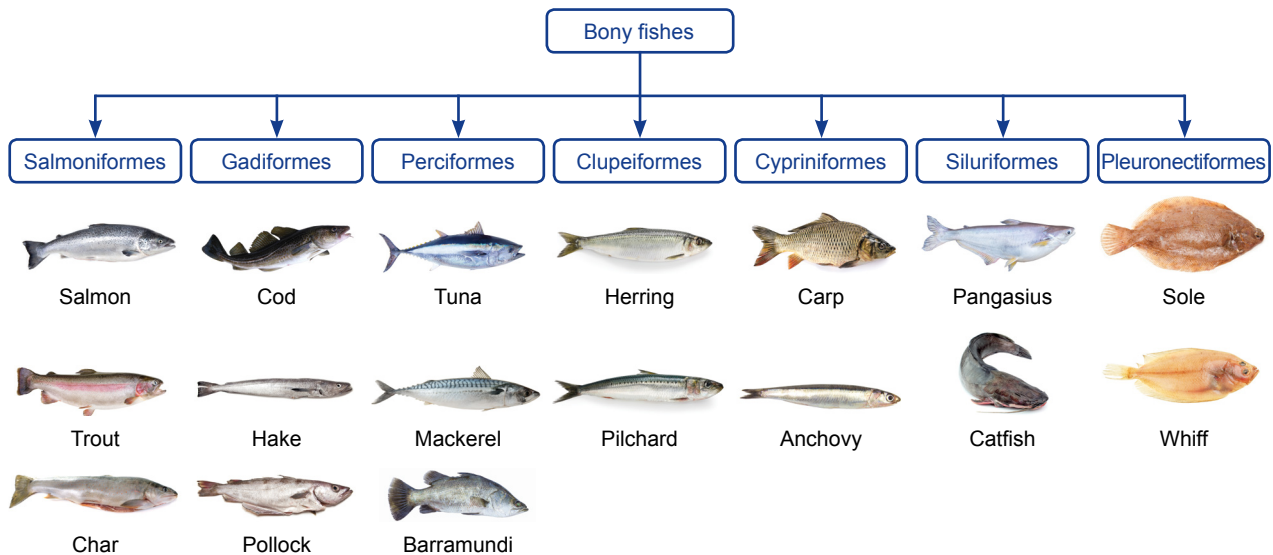 Bony fishes
Salmoniformes
Gadiformes
Perciformes
Clupeiformes
Cypriniformes
Siluriformes
Pleuronectiformes
Salmon
Cod
Tuna
Herring
Carp
Pangasius
Sole
Trout
Hake
Mackerel
Pilchard
Anchovy
Catfish
Whiff
Char
Pollock
Barramundi